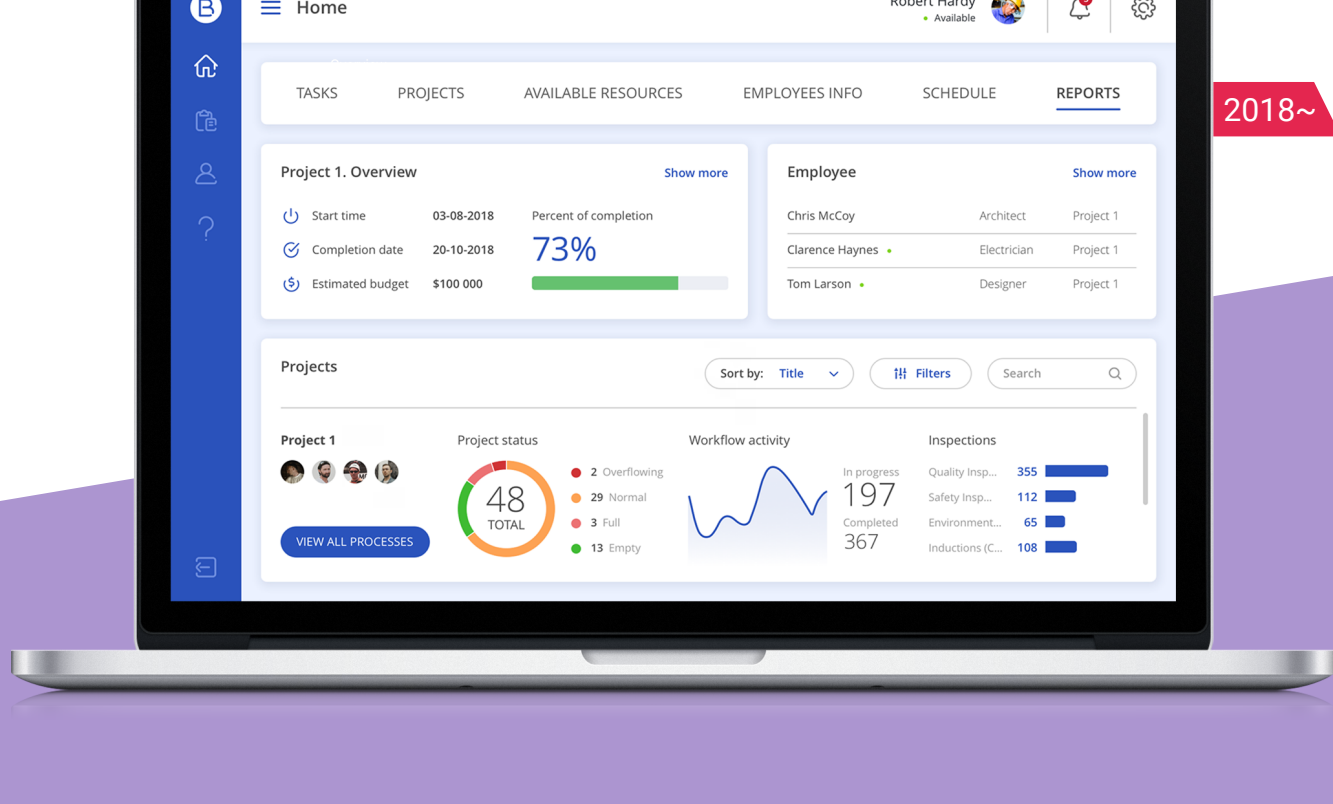 B
Home
Robert Hardy
Available
TASKS PROJECTS AVAILABLE RESOURCES EMPLOYEES INFO SCHEDULE REPORTS
2018~
Project 1. Overview Show more
Start time 03-08-2018
Completion date 20-10-2018
Estimated budget $100 000
Percent of completion
73%
Employee Show more
Chris McCoy Architect Project 1
Clarence Haynes Electrician Project 1
Tom Larson Designer Project 1
Projects
Sort by: Title Filters Search
Project 1
VIEW ALL PROCESSES
Project status
48
TOTAL
2 Overflowing
29 Normal
3 Full
13 Empty
Workflow activity
In progress
197
Completed
367
Inspections
Quality Insp... 355
Safety Insp... 112
Environment... 65
Inductions (C... 108